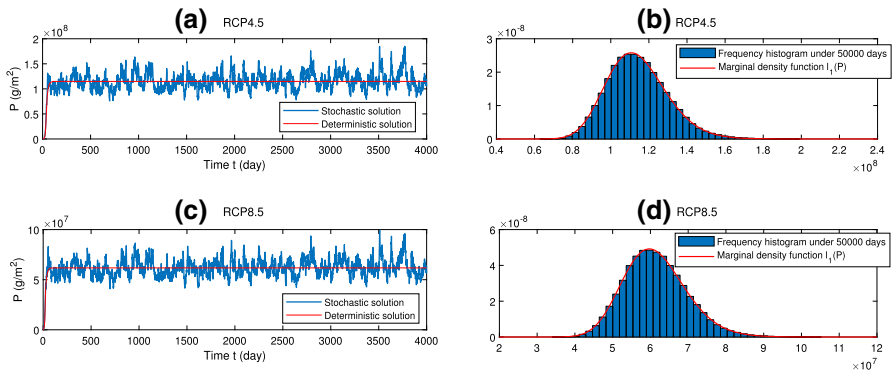 (a) RCP4.5
×10^8
2
1.5
1
0.5
0
P (g/m^2)
Stochastic solution
Deterministic solution
0 500 1000 1500 2000 2500 3000 3500 4000
Time t (day)
(b) RCP4.5
×10^-8
3
2
1
0
Frequency histogram under 50000 days
Marginal density function l_1(P)
0.4 0.6 0.8 1 1.2 1.4 1.6 1.8 2 2.2 2.4
×10^8
(c) RCP8.5
×10^7
10
5
0
P (g/m^2)
Stochastic solution
Deterministic solution
0 500 1000 1500 2000 2500 3000 3500 4000
Time t (day)
(d) RCP8.5
×10^-8
6
4
2
0
Frequency histogram under 50000 days
Marginal density function l_1(P)
2 3 4 5 6 7 8 9 10 11 12
×10^7